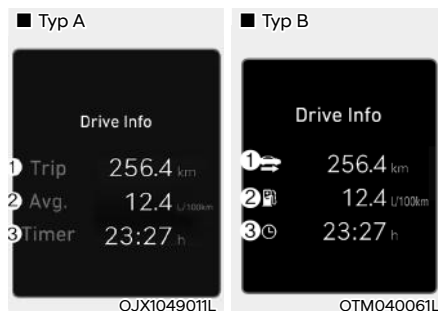 ■ Typ A
Drive Info
1 Trip 256.4 km
2 Avg. 12.4 L/100km
3 Timer 23:27 h
OJX1049011L
■ Typ B
Drive Info
1 256.4 km
2 12.4 L/100km
3 23:27 h
OTM040061L